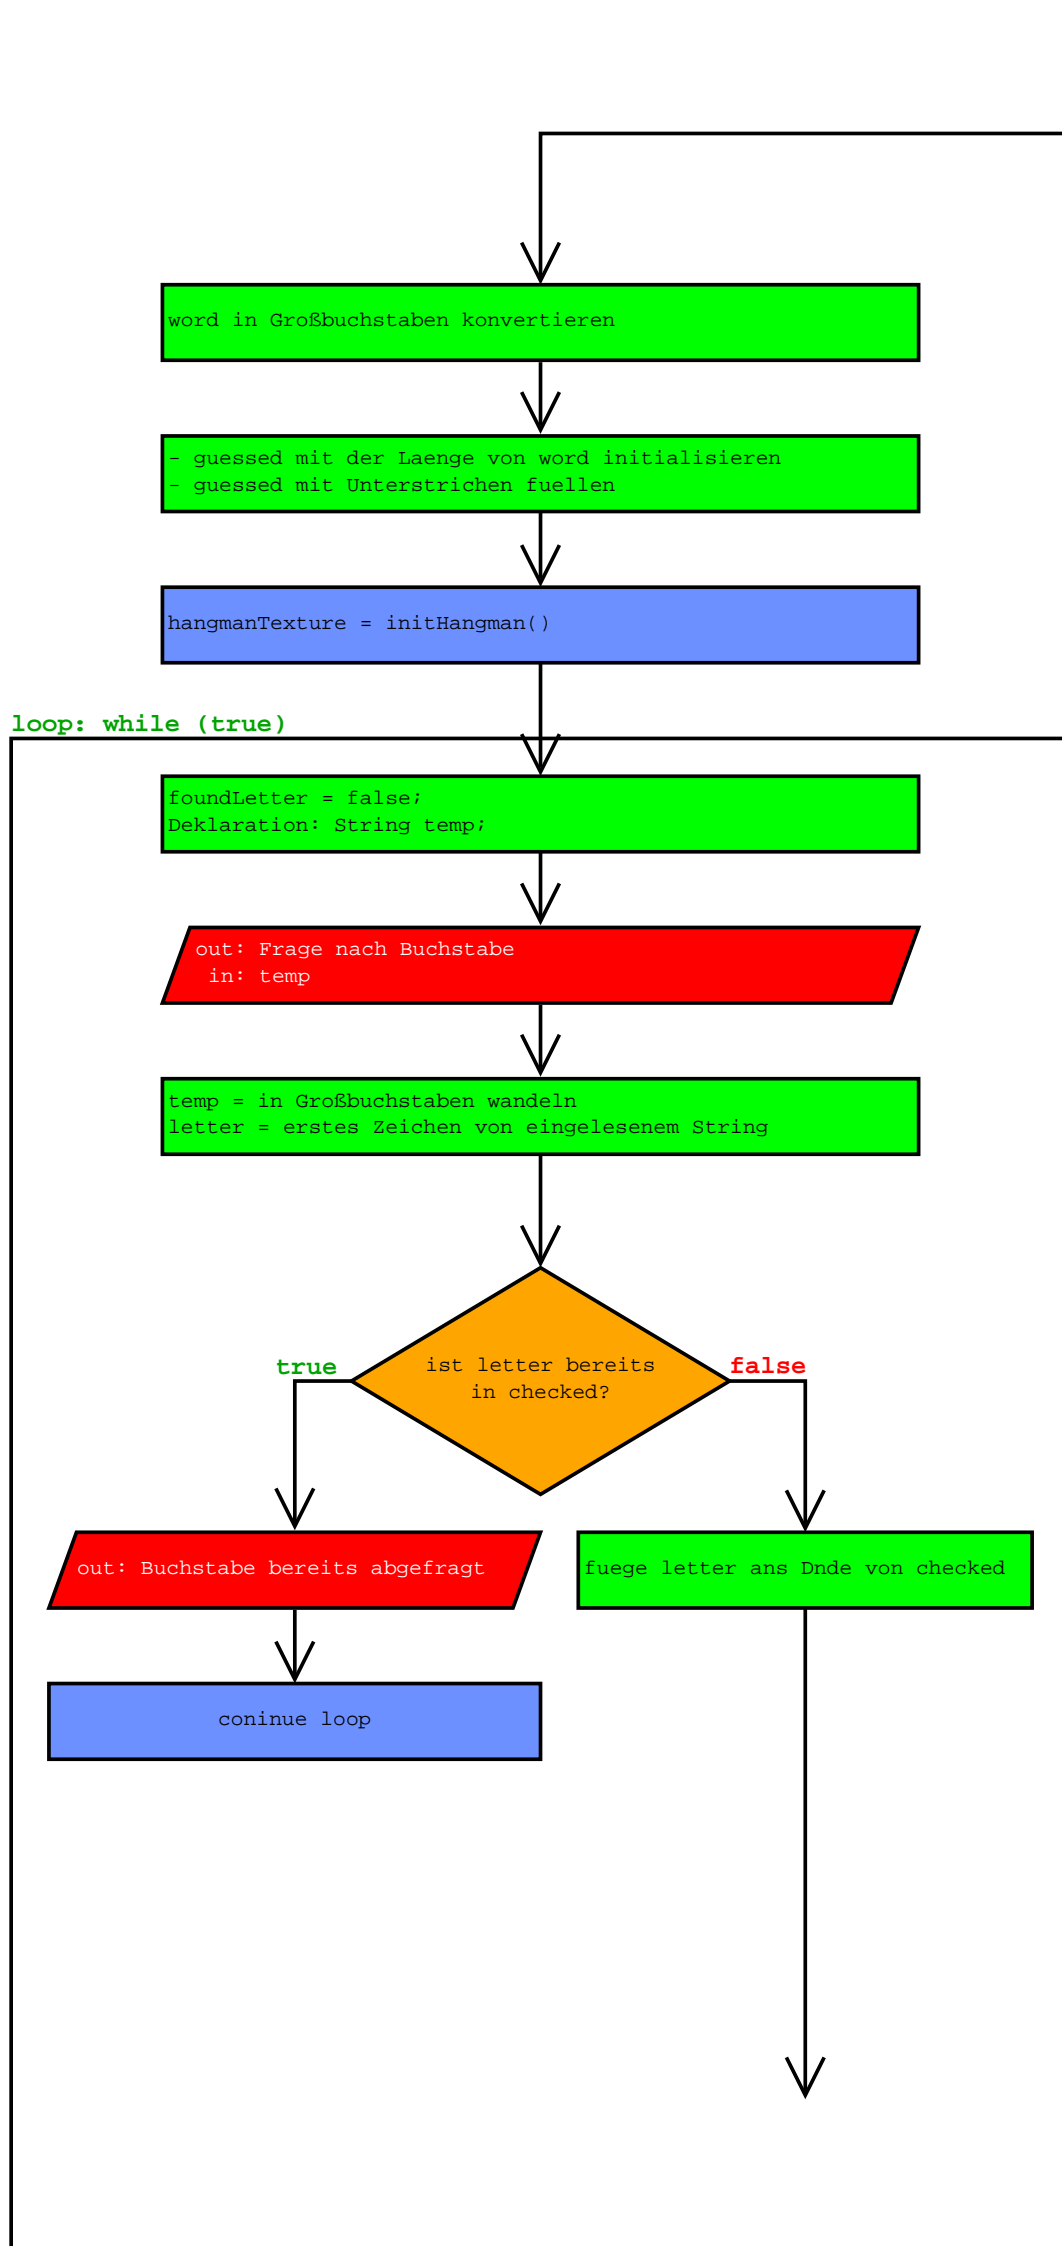 word in Großbuchstaben konvertieren
- guessed mit der Laenge von word initialisieren
- guessed mit Unterstrichen fuellen
hangmanTexture = initHangman()
loop: while (true)
foundLetter = false;
Deklaration: String temp;
out: Frage nach Buchstabe
in: temp
temp = in Großbuchstaben wandeln
letter = erstes Zeichen von eingelesenem String
ist letter bereits
in checked?
true
false
out: Buchstabe bereits abgefragt
fuege letter ans Dnde von checked
coninue loop